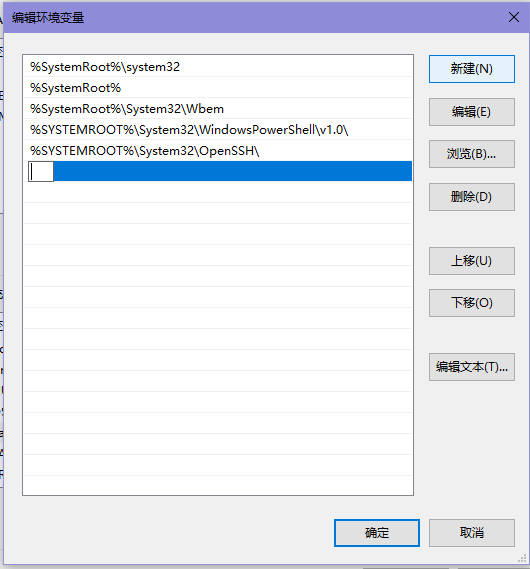 编辑环境变量
%SystemRoot%\system32
%SystemRoot%
%SystemRoot%\System32\Wbem
%SYSTEMROOT%\System32\WindowsPowerShell\v1.0\
%SYSTEMROOT%\System32\OpenSSH\
新建(N)
编辑(E)
浏览(B)...
删除(D)
上移(U)
下移(O)
编辑文本(T)...
确定
取消